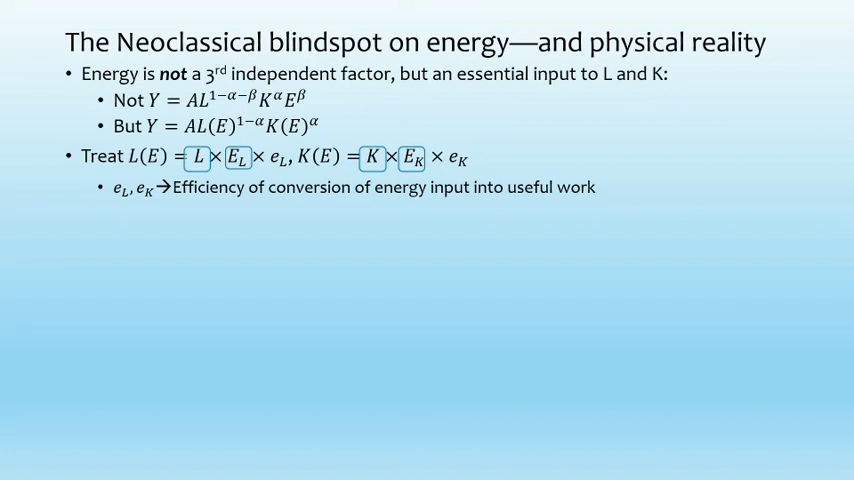 The Neoclassical blindspot on energy—and physical reality
• Energy is not a 3rd independent factor, but an essential input to L and K:
• Not Y = AL^{1−α−β}K^{α}E^{β}
• But Y = AL(E)^{1−α}K(E)^{α}
• Treat L(E) = L × E_L × e_L, K(E) = K × E_K × e_K
• e_L, e_K→Efficiency of conversion of energy input into useful work